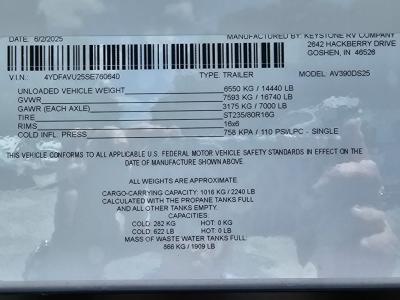 DATE: 6/2/2025 MANUFACTURED BY: KEYSTONE RV COMPANY
2642 HACKBERRY DRIVE
GOSHEN, IN 46526
V.I.N.: 4YDFAVU25SE760640 TYPE: TRAILER MODEL: AV390DS25
UNLOADED VEHICLE WEIGHT 6550 KG / 14440 LB
GVWR 7593 KG / 16740 LB
GAWR (EACH AXLE) 3175 KG / 7000 LB
TIRE ST235/80R16G
RIMS 16x6
COLD INFL. PRESS. 758 KPA / 110 PSI/LPC - SINGLE
THIS VEHICLE CONFORMS TO ALL APPLICABLE U.S. FEDERAL MOTOR VEHICLE SAFETY STANDARDS IN EFFECT ON THE
DATE OF MANUFACTURE SHOWN ABOVE.
ALL WEIGHTS ARE APPROXIMATE
CARGO-CARRYING CAPACITY: 1016 KG / 2240 LB
CALCULATED WITH THE PROPANE TANKS FULL
AND ALL OTHER TANKS EMPTY.
CAPACITIES:
COLD: 282 KG HOT: 0 KG
COLD: 622 LB HOT: 0 LB
MASS OF WASTE WATER TANKS FULL:
866 KG / 1909 LB